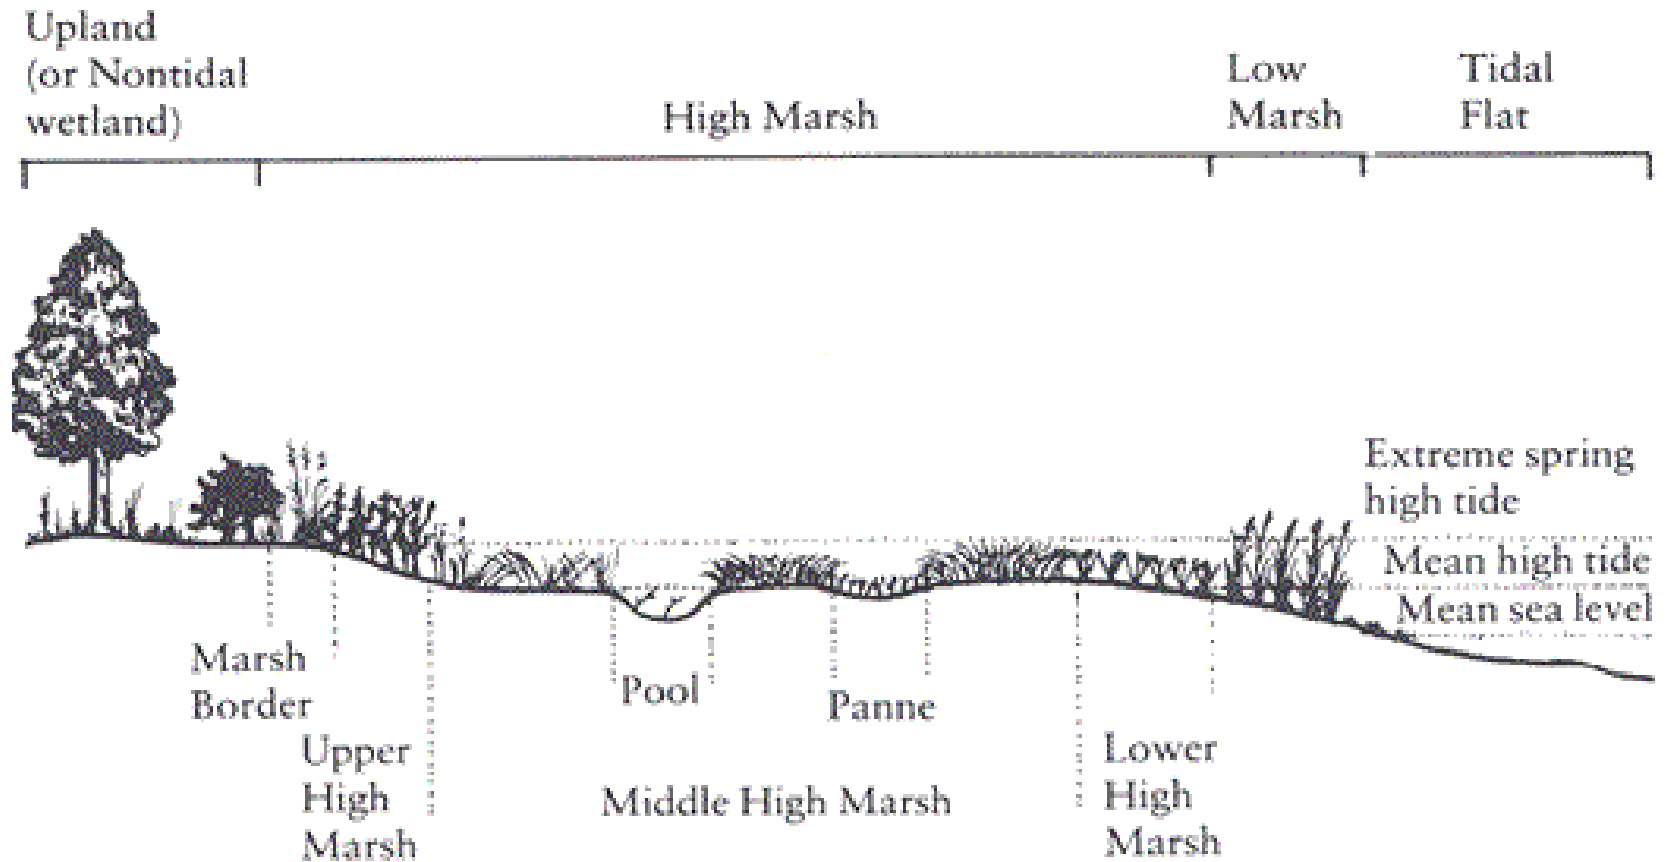 Upland
(or Nontidal
wetland)
High Marsh
Low
Marsh
Tidal
Flat
Extreme spring
high tide
Mean high tide
Mean sea level
Marsh
Border
Pool
Panne
Upper
High
Marsh
Middle High Marsh
Lower
High
Marsh